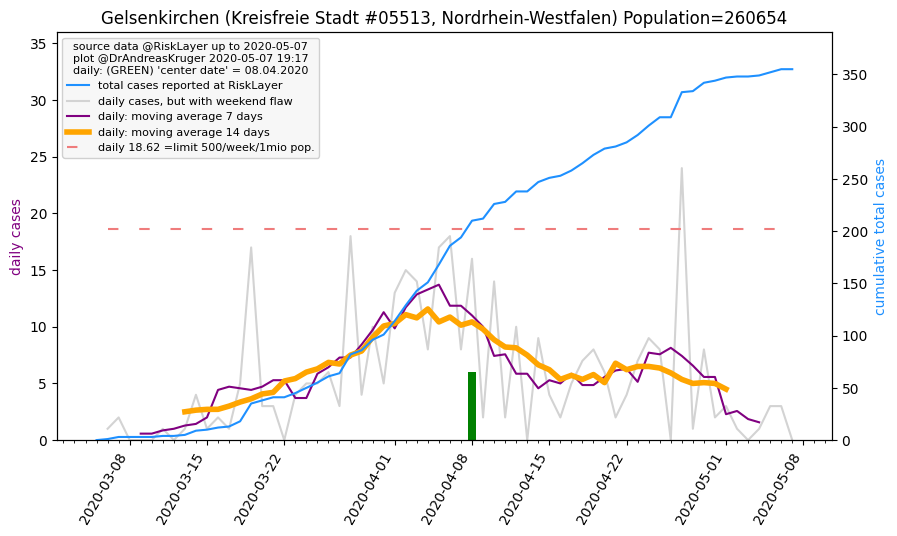 Gelsenkirchen (Kreisfreie Stadt #05513, Nordrhein-Westfalen) Population=260654
source data @RiskLayer up to 2020-05-07
plot @DrAndreasKruger 2020-05-07 19:17
daily: (GREEN) 'center date' = 08.04.2020
total cases reported at RiskLayer
daily cases, but with weekend flaw
daily: moving average 7 days
daily: moving average 14 days
daily 18.62 =limit 500/week/1mio pop.
daily cases
35
30
25
20
15
10
5
0
350
300
250
200
150
100
50
0
cumulative total cases
2020-03-08
2020-03-15
2020-03-22
2020-04-01
2020-04-08
2020-04-15
2020-04-22
2020-05-01
2020-05-08